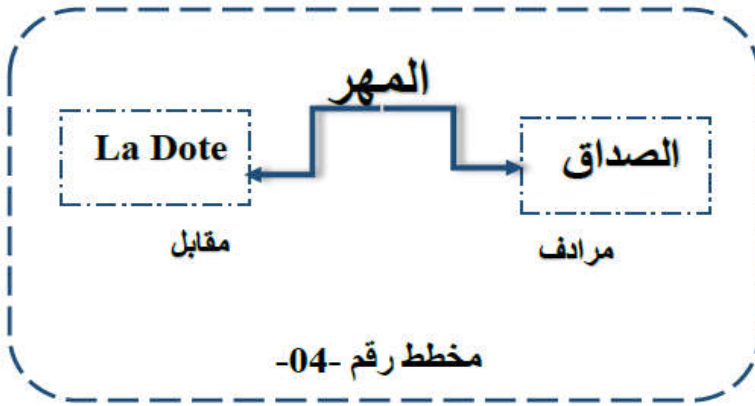 المهر
الصداق
La Dote
مرادف
مقابل
مخطط رقم -04-